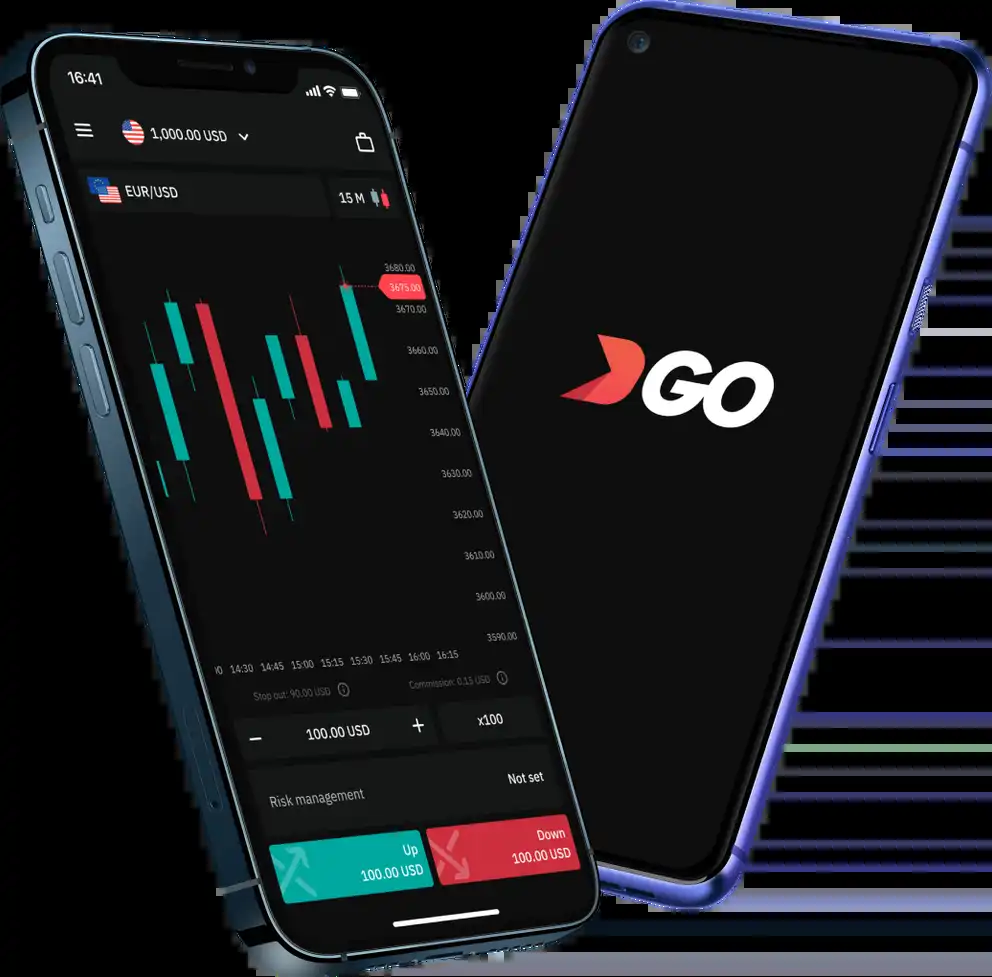 16:41
1,000.00 USD
EUR/USD
15 M
3680.00
3675.00
3670.00
3660.00
3650.00
3640.00
3630.00
3620.00
3610.00
3600.00
3590.00
14:30 14:45 15:00 15:15 15:30 15:45 16:00 16:15
Stop out: 90.00 USD
Commission: 0.15 USD
− 100.00 USD +
x100
Risk management
Not set
Up
100.00 USD
Down
100.00 USD
GO